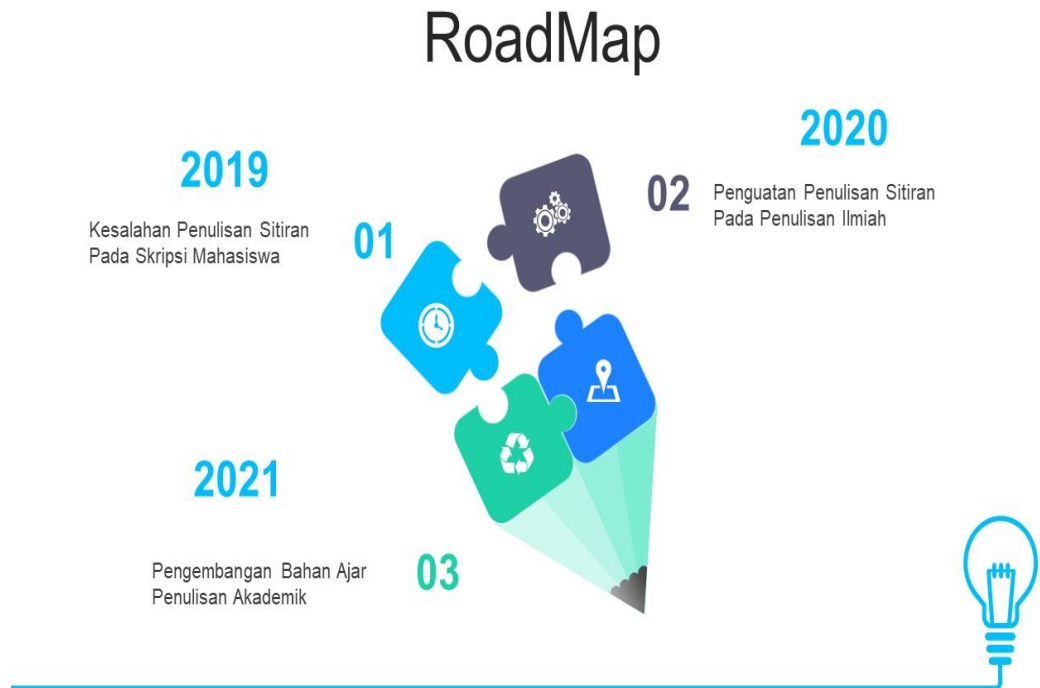 RoadMap
2019
Kesalahan Penulisan Sitiran
Pada Skripsi Mahasiswa
01
2020
02
Penguatan Penulisan Sitiran
Pada Penulisan Ilmiah
2021
Pengembangan Bahan Ajar
Penulisan Akademik
03